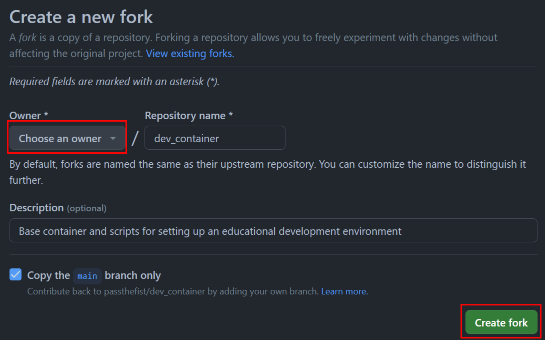 Create a new fork
A fork is a copy of a repository. Forking a repository allows you to freely experiment with changes without
affecting the original project. View existing forks.
Required fields are marked with an asterisk (*).
Owner * Repository name *
Choose an owner / dev_container
By default, forks are named the same as their upstream repository. You can customize the name to distinguish it
further.
Description (optional)
Base container and scripts for setting up an educational development environment
Copy the main branch only
Contribute back to passthefist/dev_container by adding your own branch. Learn more.
Create fork